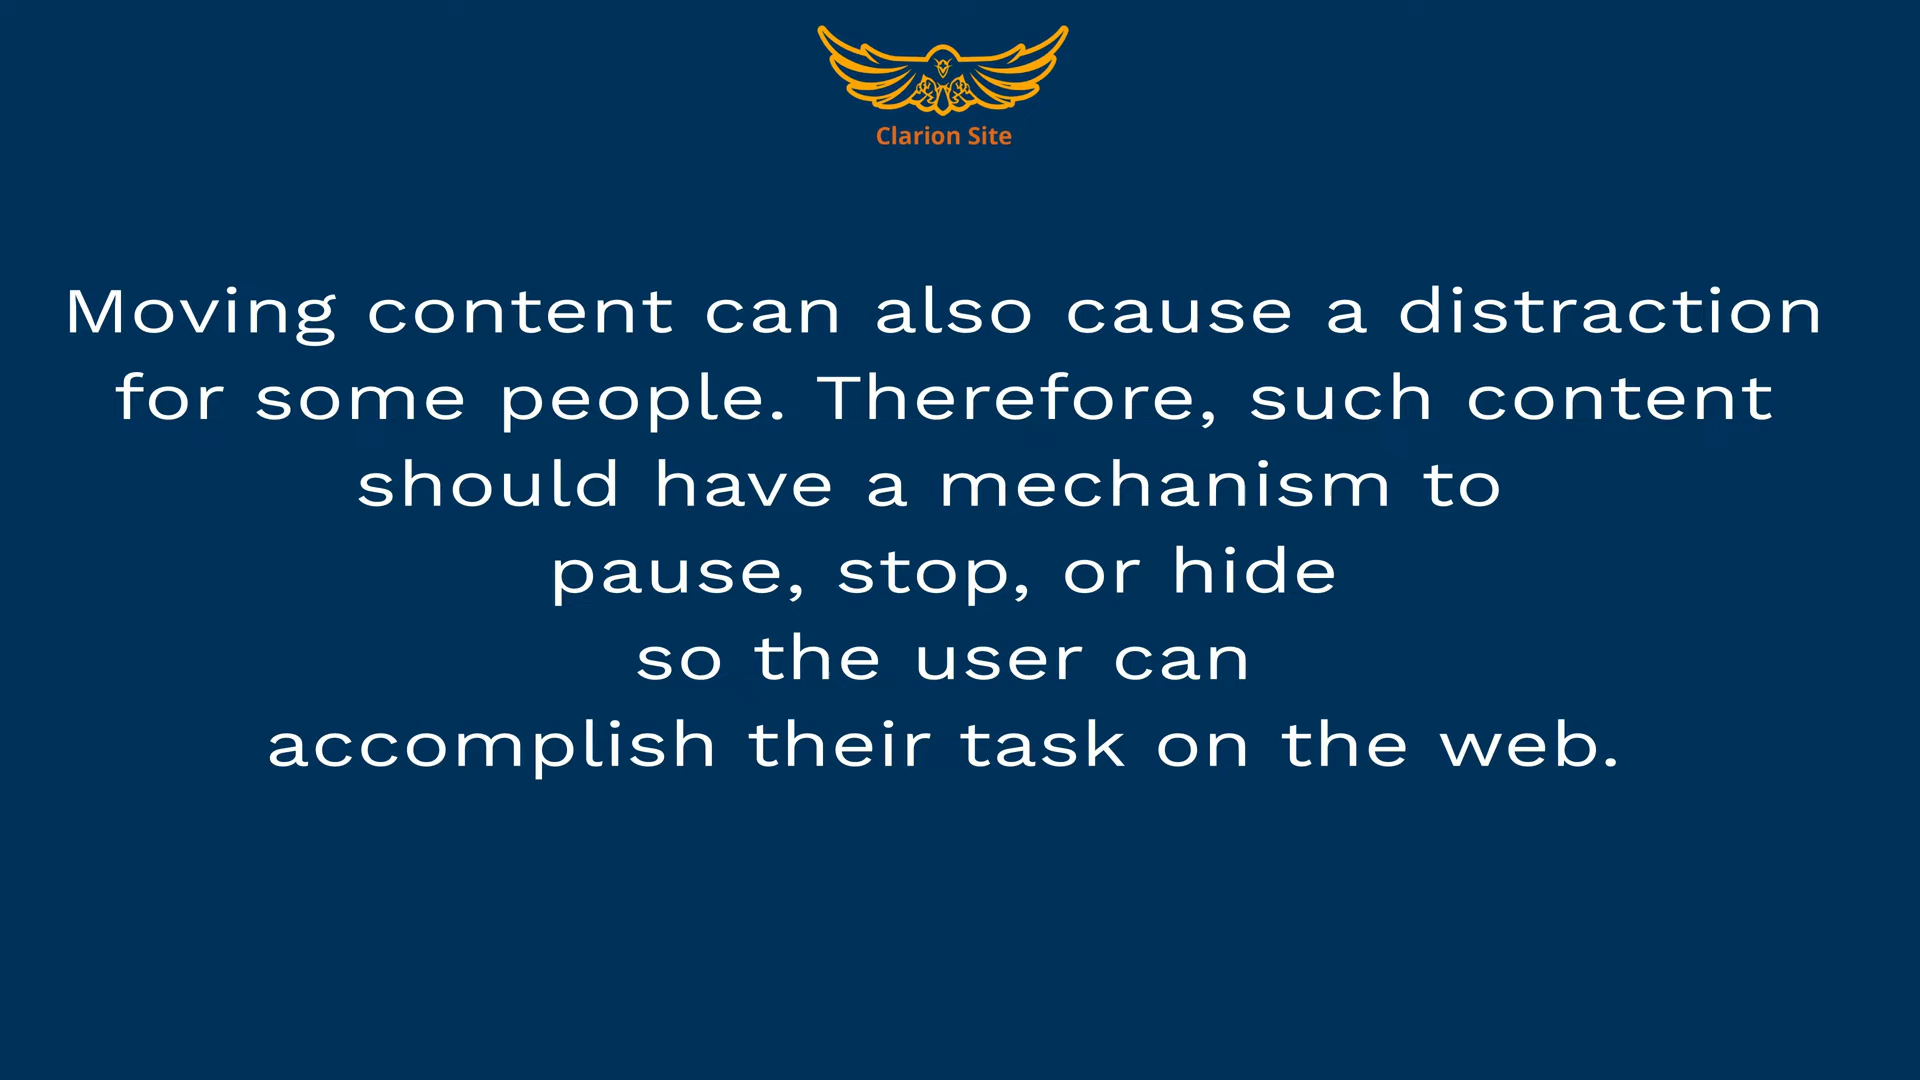 Clarion Site
Moving content can also cause a distraction
for some people. Therefore, such content
should have a mechanism to
pause, stop, or hide
so the user can
accomplish their task on the web.